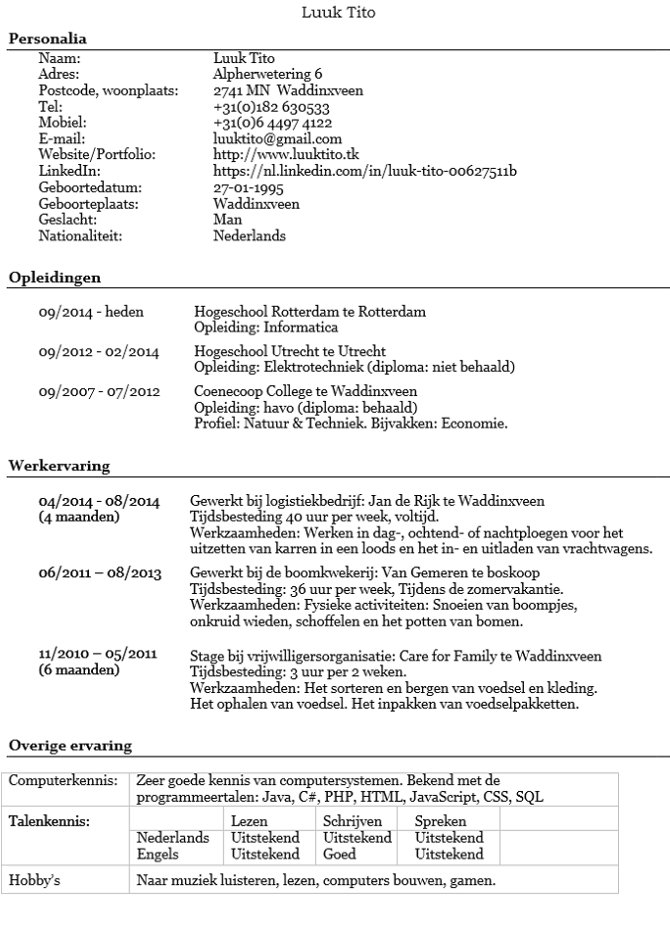 Luuk Tito
Personalia
Naam: Luuk Tito
Adres: Alpherwetering 6
Postcode, woonplaats: 2741 MN Waddinxveen
Tel: +31(0)182 630533
Mobiel: +31(0)6 4497 4122
E-mail: luuktito@gmail.com
Website/Portfolio: http://www.luuktito.tk
LinkedIn: https://nl.linkedin.com/in/luuk-tito-00627511b
Geboortedatum: 27-01-1995
Geboorteplaats: Waddinxveen
Geslacht: Man
Nationaliteit: Nederlands
Opleidingen
09/2014 - heden Hogeschool Rotterdam te Rotterdam
Opleiding: Informatica
09/2012 - 02/2014 Hogeschool Utrecht te Utrecht
Opleiding: Elektrotechniek (diploma: niet behaald)
09/2007 - 07/2012 Coenecoop College te Waddinxveen
Opleiding: havo (diploma: behaald)
Profiel: Natuur & Techniek. Bijvakken: Economie.
Werkervaring
04/2014 - 08/2014 Gewerkt bij logistiekbedrijf: Jan de Rijk te Waddinxveen
(4 maanden) Tijdsbesteding 40 uur per week, voltijd.
Werkzaamheden: Werken in dag-, ochtend- of nachtploegen voor het
uitzetten van karren in een loods en het in- en uitladen van vrachtwagens.
06/2011 – 08/2013 Gewerkt bij de boomkwekerij: Van Gemeren te boskoop
Tijdsbesteding: 36 uur per week, Tijdens de zomervakantie.
Werkzaamheden: Fysieke activiteiten: Snoeien van boompjes,
onkruid wieden, schoffelen en het potten van bomen.
11/2010 – 05/2011 Stage bij vrijwilligersorganisatie: Care for Family te Waddinxveen
(6 maanden) Tijdsbesteding: 3 uur per 2 weken.
Werkzaamheden: Het sorteren en bergen van voedsel en kleding.
Het ophalen van voedsel. Het inpakken van voedselpakketten.
Overige ervaring
Computerkennis: Zeer goede kennis van computersystemen. Bekend met de
programmeertalen: Java, C#, PHP, HTML, JavaScript, CSS, SQL
Talenkennis: Lezen Schrijven Spreken
Nederlands Uitstekend Uitstekend Uitstekend
Engels Uitstekend Goed Uitstekend
Hobby's Naar muziek luisteren, lezen, computers bouwen, gamen.